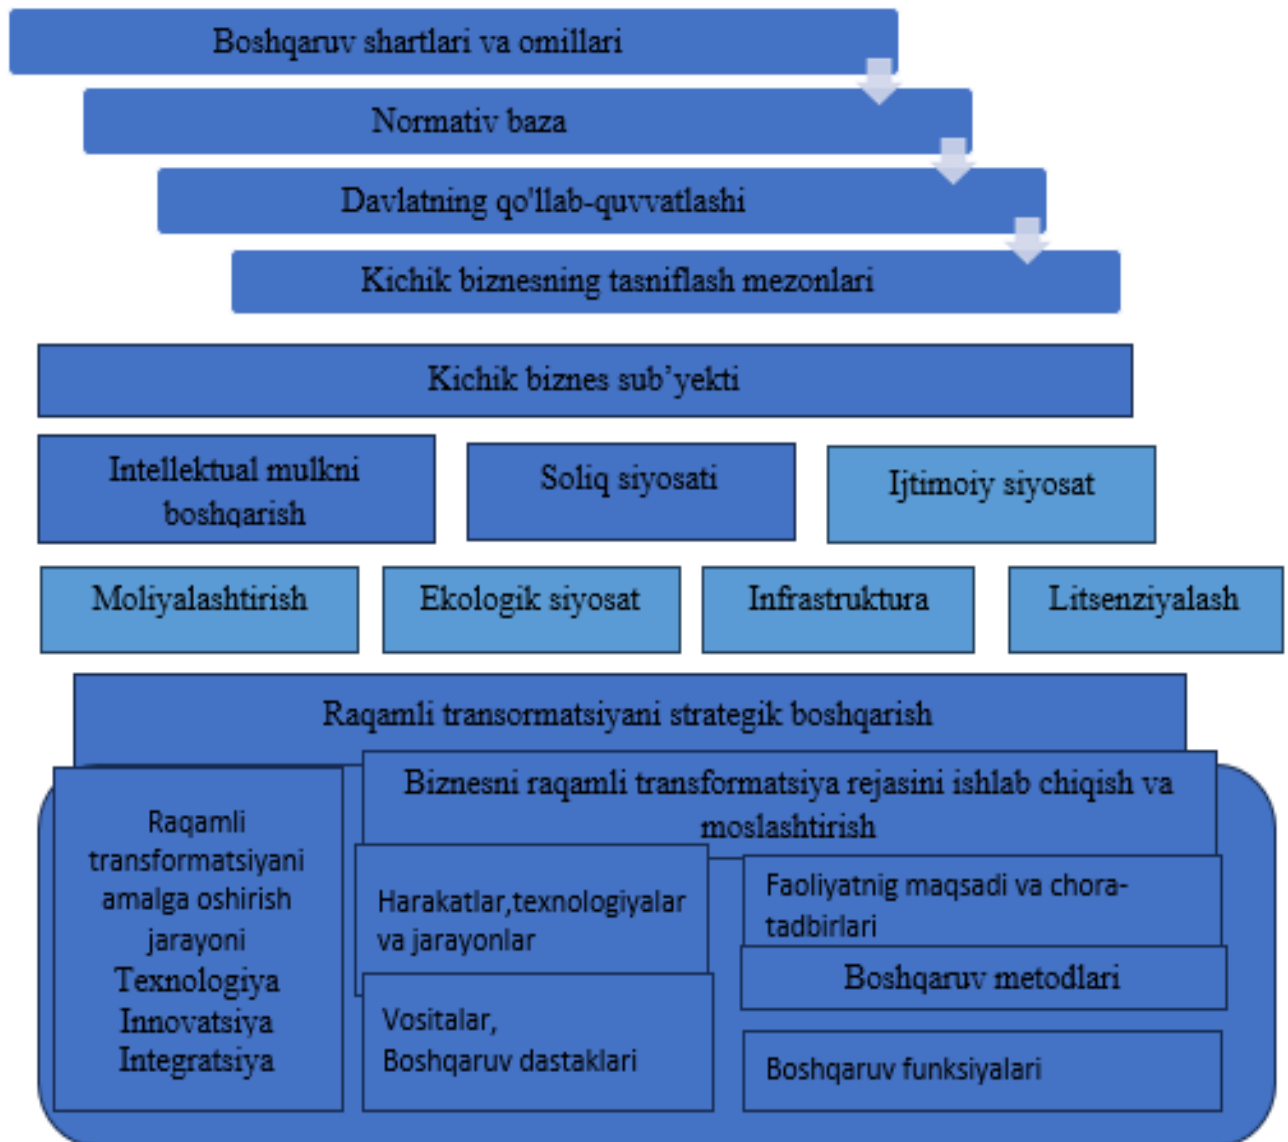 Boshqaruv shartlari va omillari
Normativ baza
Davlatning qo'llab-quvvatlashi
Kichik biznesning tasniflash mezonlari
Kichik biznes sub’yekti
Intellektual mulkni
boshqarish
Soliq siyosati
Ijtimoiy siyosat
Moliyalashtirish
Ekologik siyosat
Infrastruktura
Litsenziyalash
Raqamli transormatsiyani strategik boshqarish
Biznesni raqamli transformatsiya rejasini ishlab chiqish va
moslashtirish
Raqamli
transformatsiyani
amalga oshirish
jarayoni
Texnologiya
Innovatsiya
Integratsiya
Harakatlar,texnologiyalar
va jarayonlar
Vositalar,
Boshqaruv dastaklari
Faoliyatnig maqsadi va chora-
tadbirlari
Boshqaruv metodlari
Boshqaruv funksiyalari